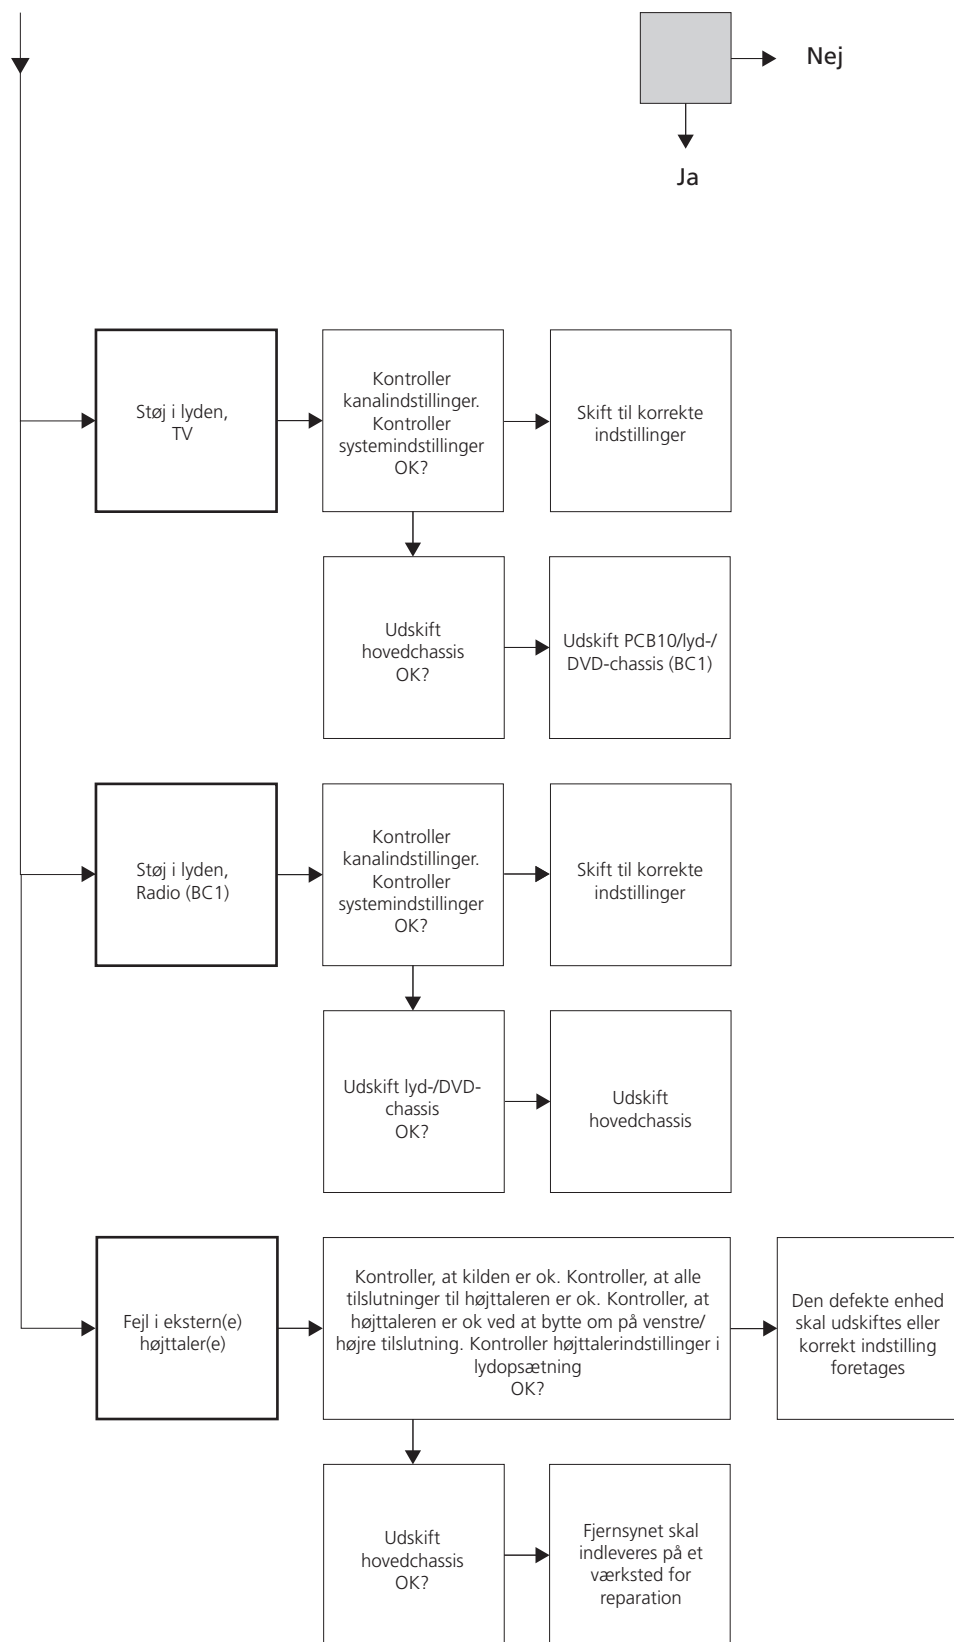 Nej
Ja
Støj i lyden,
TV
Kontroller
kanalindstillinger.
Kontroller
systemindstillinger
OK?
Skift til korrekte
indstillinger
Udskift
hovedchassis
OK?
Udskift PCB10/lyd-/
DVD-chassis (BC1)
Støj i lyden,
Radio (BC1)
Kontroller
kanalindstillinger.
Kontroller
systemindstillinger
OK?
Skift til korrekte
indstillinger
Udskift lyd-/DVD-
chassis
OK?
Udskift
hovedchassis
Fejl i ekstern(e)
højttaler(e)
Kontroller, at kilden er ok. Kontroller, at alle
tilslutninger til højttaleren er ok. Kontroller, at
højttaleren er ok ved at bytte om på venstre/
højre tilslutning. Kontroller højttalerindstillinger i
lydopsætning
OK?
Den defekte enhed
skal udskiftes eller
korrekt indstilling
foretages
Udskift
hovedchassis
OK?
Fjernsynet skal
indleveres på et
værksted for
reparation